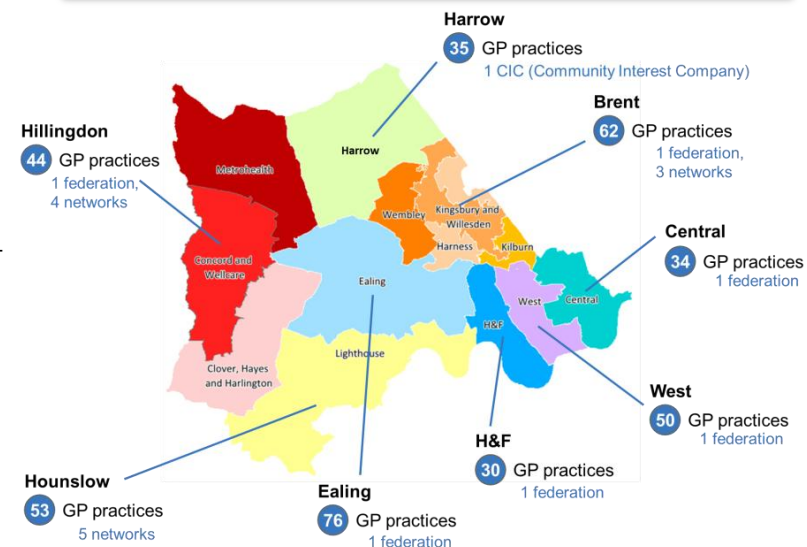 Harrow
35 GP practices
1 CIC (Community Interest Company)
Brent
62 GP practices
1 federation,
3 networks
Hillingdon
44 GP practices
1 federation,
4 networks
Central
34 GP practices
1 federation
West
50 GP practices
1 federation
H&F
30 GP practices
1 federation
Ealing
76 GP practices
1 federation
Hounslow
53 GP practices
5 networks
Metrohealth
Harrow
Wembley
Kingsbury and
Willesden
Harness
Kilburn
Concord and
Wellcare
Ealing
West
Central
H&F
Lighthouse
Clover, Hayes
and Harlington